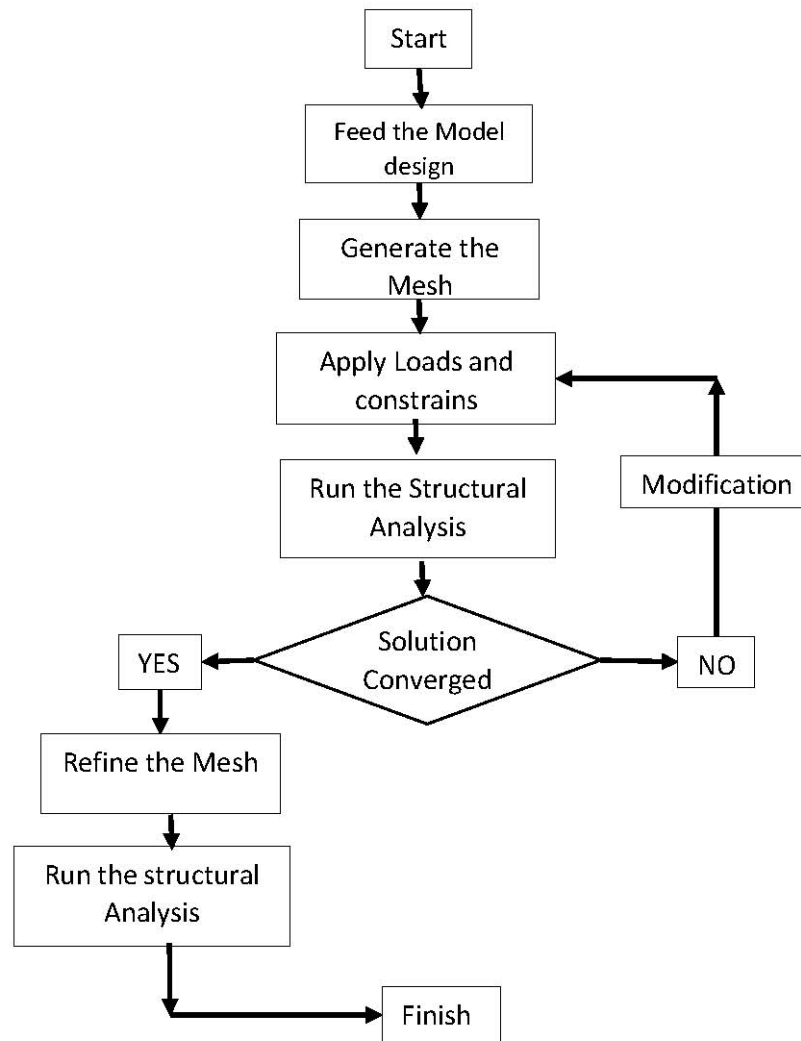 Start
Feed the Model
design
Generate the
Mesh
Apply Loads and
constrains
Run the Structural
Analysis
Modification
Solution
Converged
YES
NO
Refine the Mesh
Run the structural
Analysis
Finish